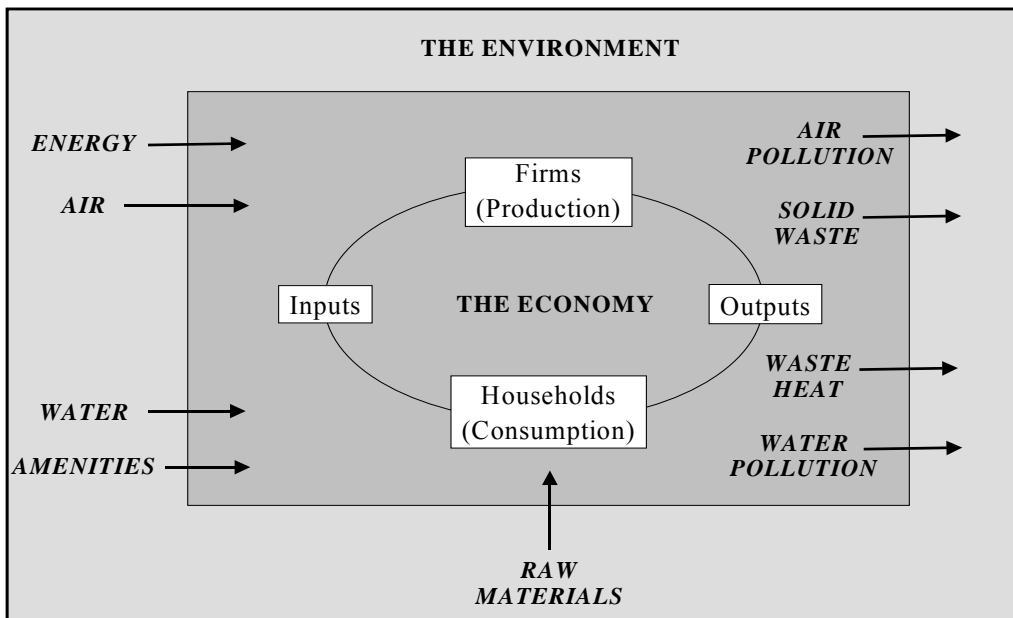 THE ENVIRONMENT
ENERGY
AIR
WATER
AMENITIES
Firms
(Production)
Inputs
THE ECONOMY
Outputs
Households
(Consumption)
RAW
MATERIALS
AIR
POLLUTION
SOLID
WASTE
WASTE
HEAT
WATER
POLLUTION